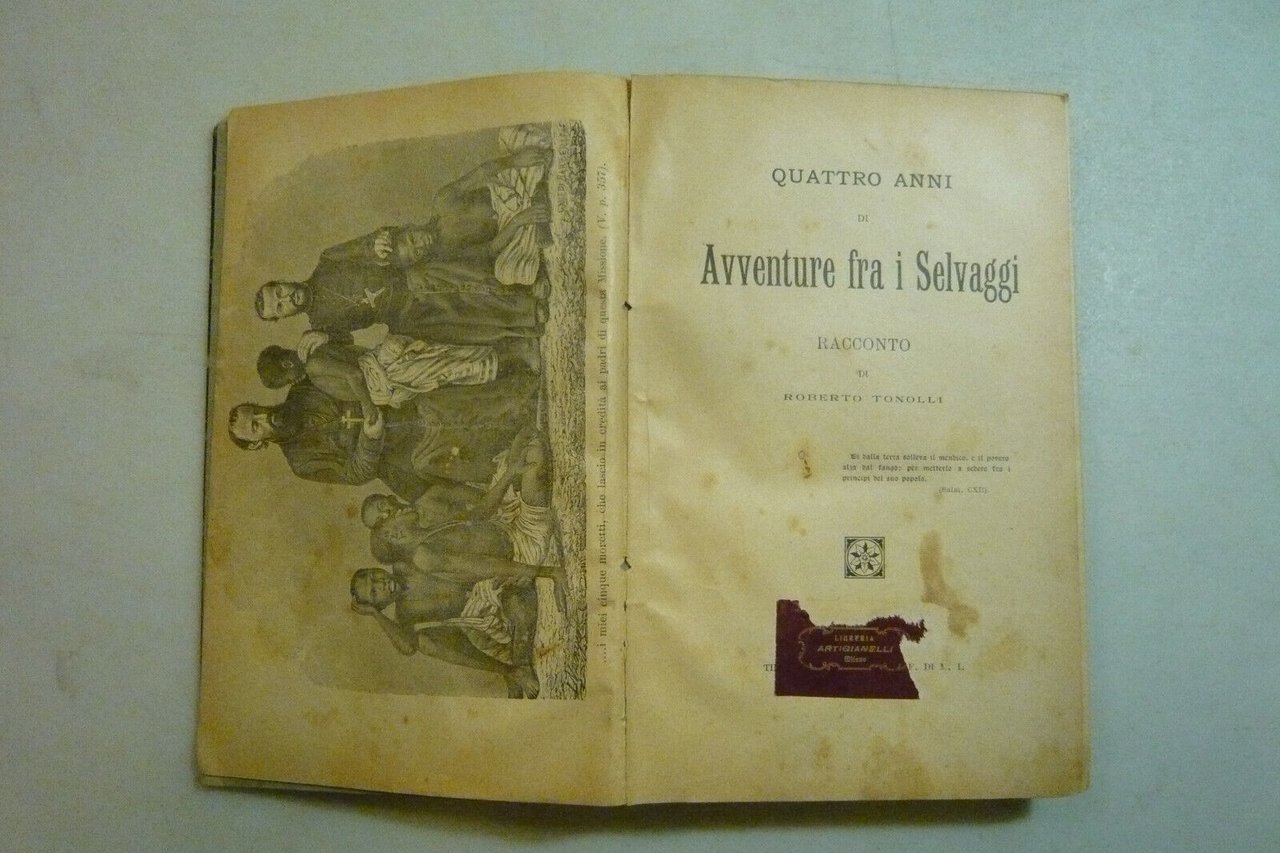 ...i miei cinque moretti, che lascio in eredità ai padri di questa Missione. (V. p. 357).
QUATTRO ANNI
DI
Avventure fra i Selvaggi
RACCONTO
DI
ROBERTO TONOLLI
Ei dalla terra solleva il mendico, e il povero
alza dal fango: per metterlo a sedere fra i
principi del suo popolo.
(Salm. CXII).
LIBRERIA
ARTIGIANELLI
Milano
DI S. L.